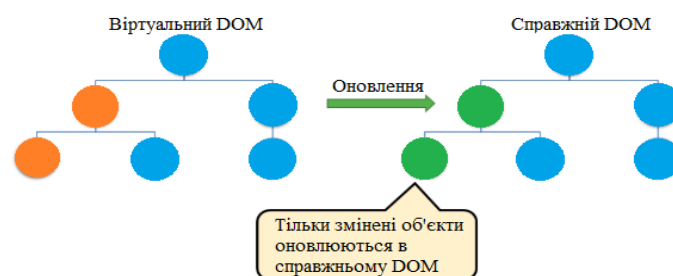 Віртуальний DOM
Справжній DOM
Оновлення
Тільки змінені об'єкти
оновлюються в
справжньому DOM